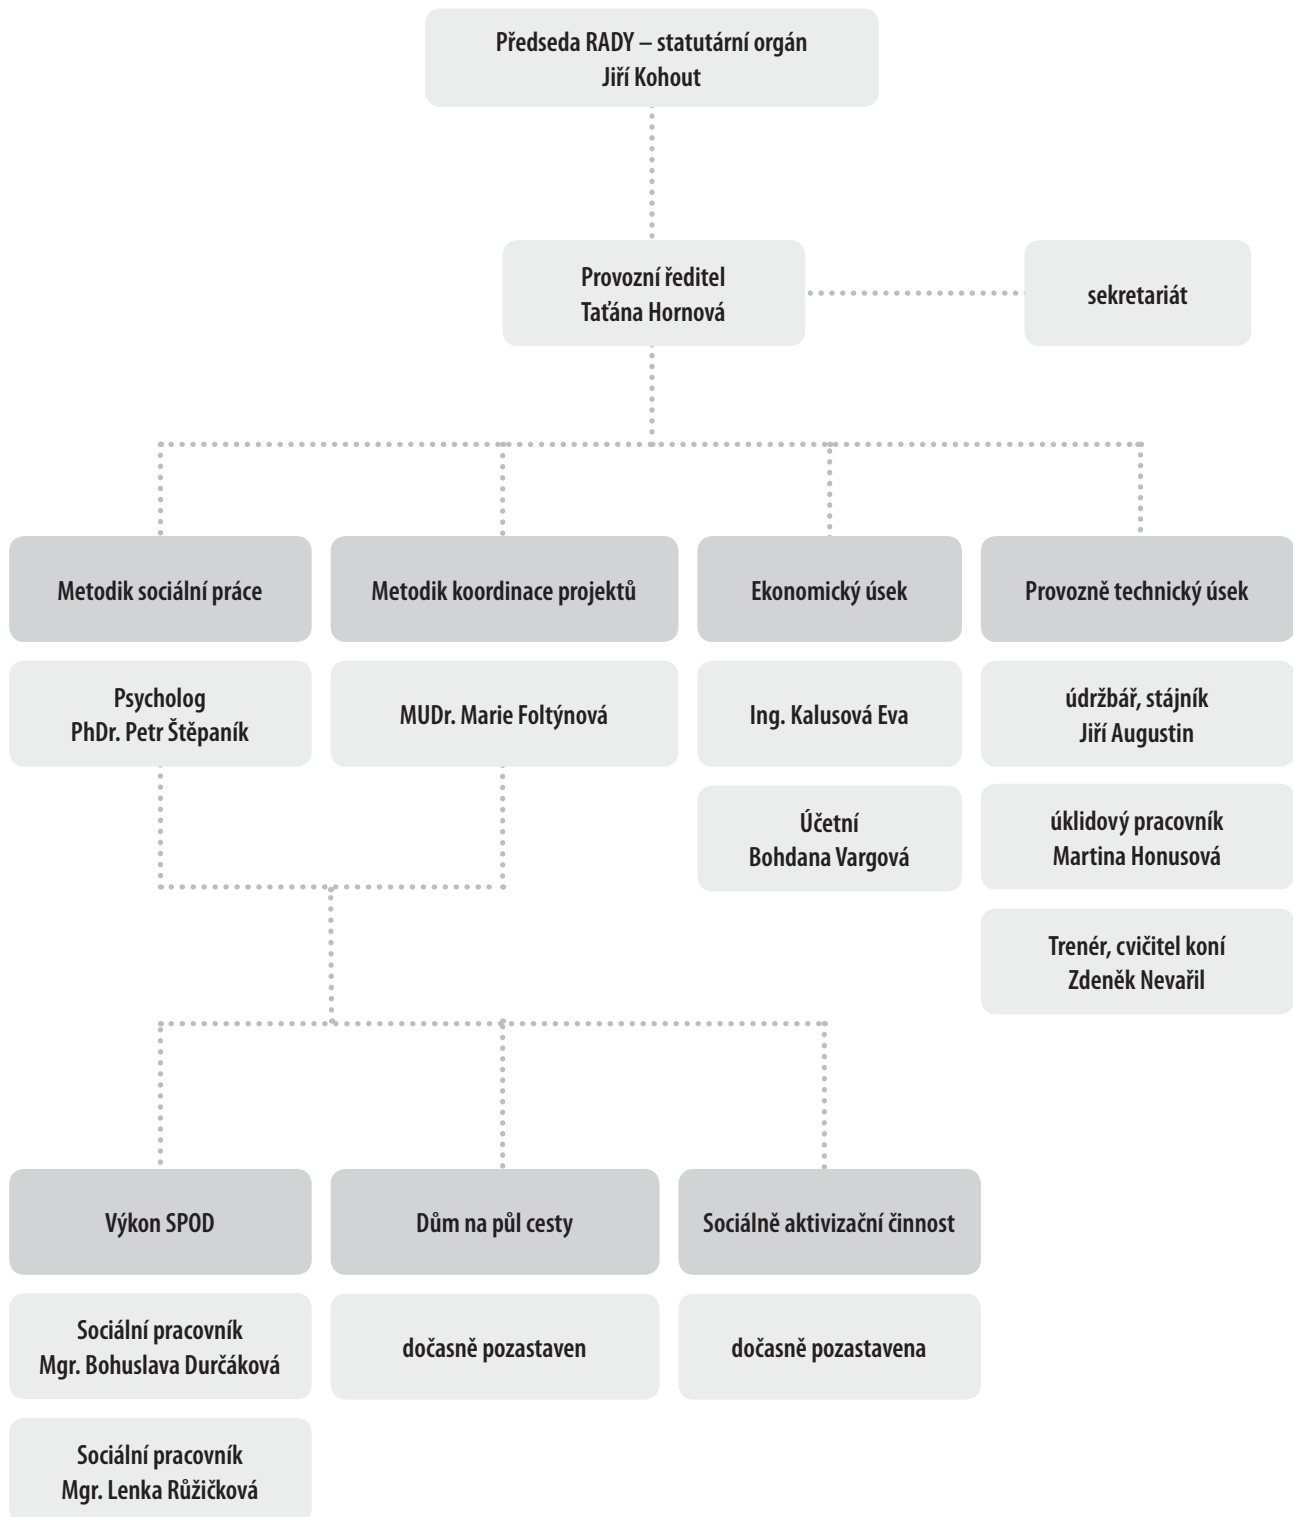 Předseda RADY – statutární orgán
Jiří Kohout
Provozní ředitel
Taťána Hornová
sekretariát
Metodik sociální práce
Metodik koordinace projektů
Ekonomický úsek
Provozně technický úsek
Psycholog
PhDr. Petr Štěpaník
MUDr. Marie Foltýnová
Ing. Kalusová Eva
údržbář, stájník
Jiří Augustin
Účetní
Bohdana Vargová
úklidový pracovník
Martina Honusová
Trenér, cvičitel koní
Zdeněk Nevařil
Výkon SPOD
Dům na půl cesty
Sociálně aktivizační činnost
Sociální pracovník
Mgr. Bohuslava Durčáková
dočasně pozastaven
dočasně pozastavena
Sociální pracovník
Mgr. Lenka Růžičková